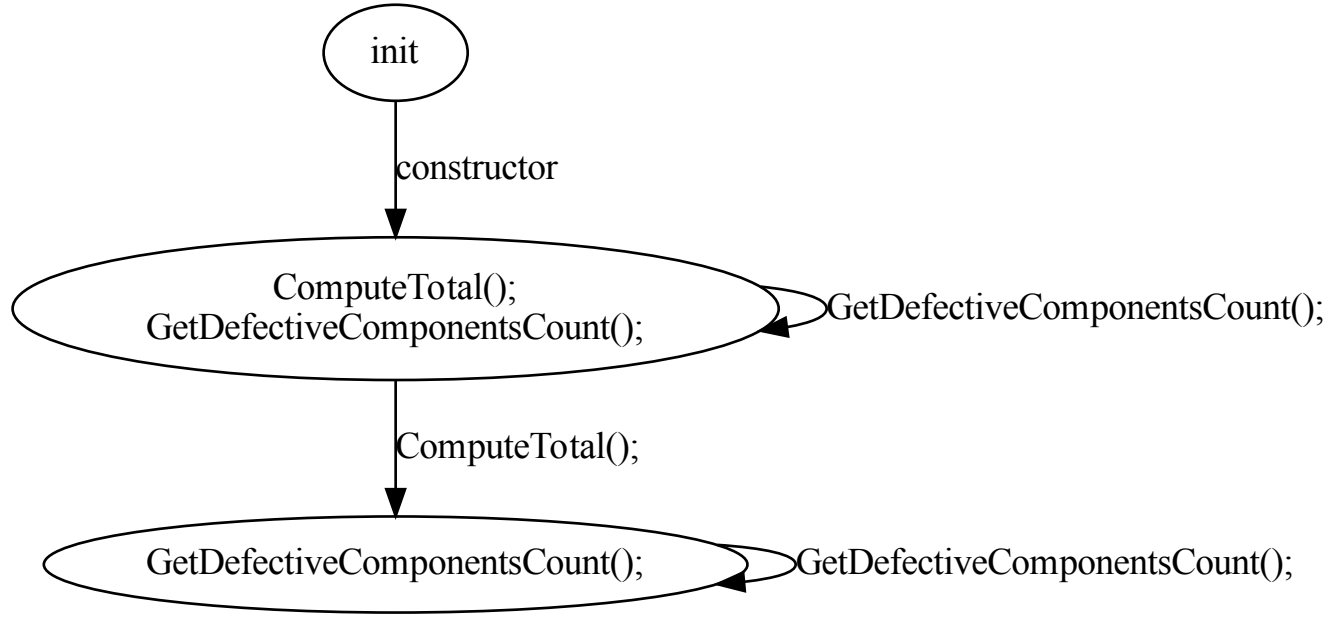 init
constructor
ComputeTotal();
GetDefectiveComponentsCount();
GetDefectiveComponentsCount();
ComputeTotal();
GetDefectiveComponentsCount();
GetDefectiveComponentsCount();